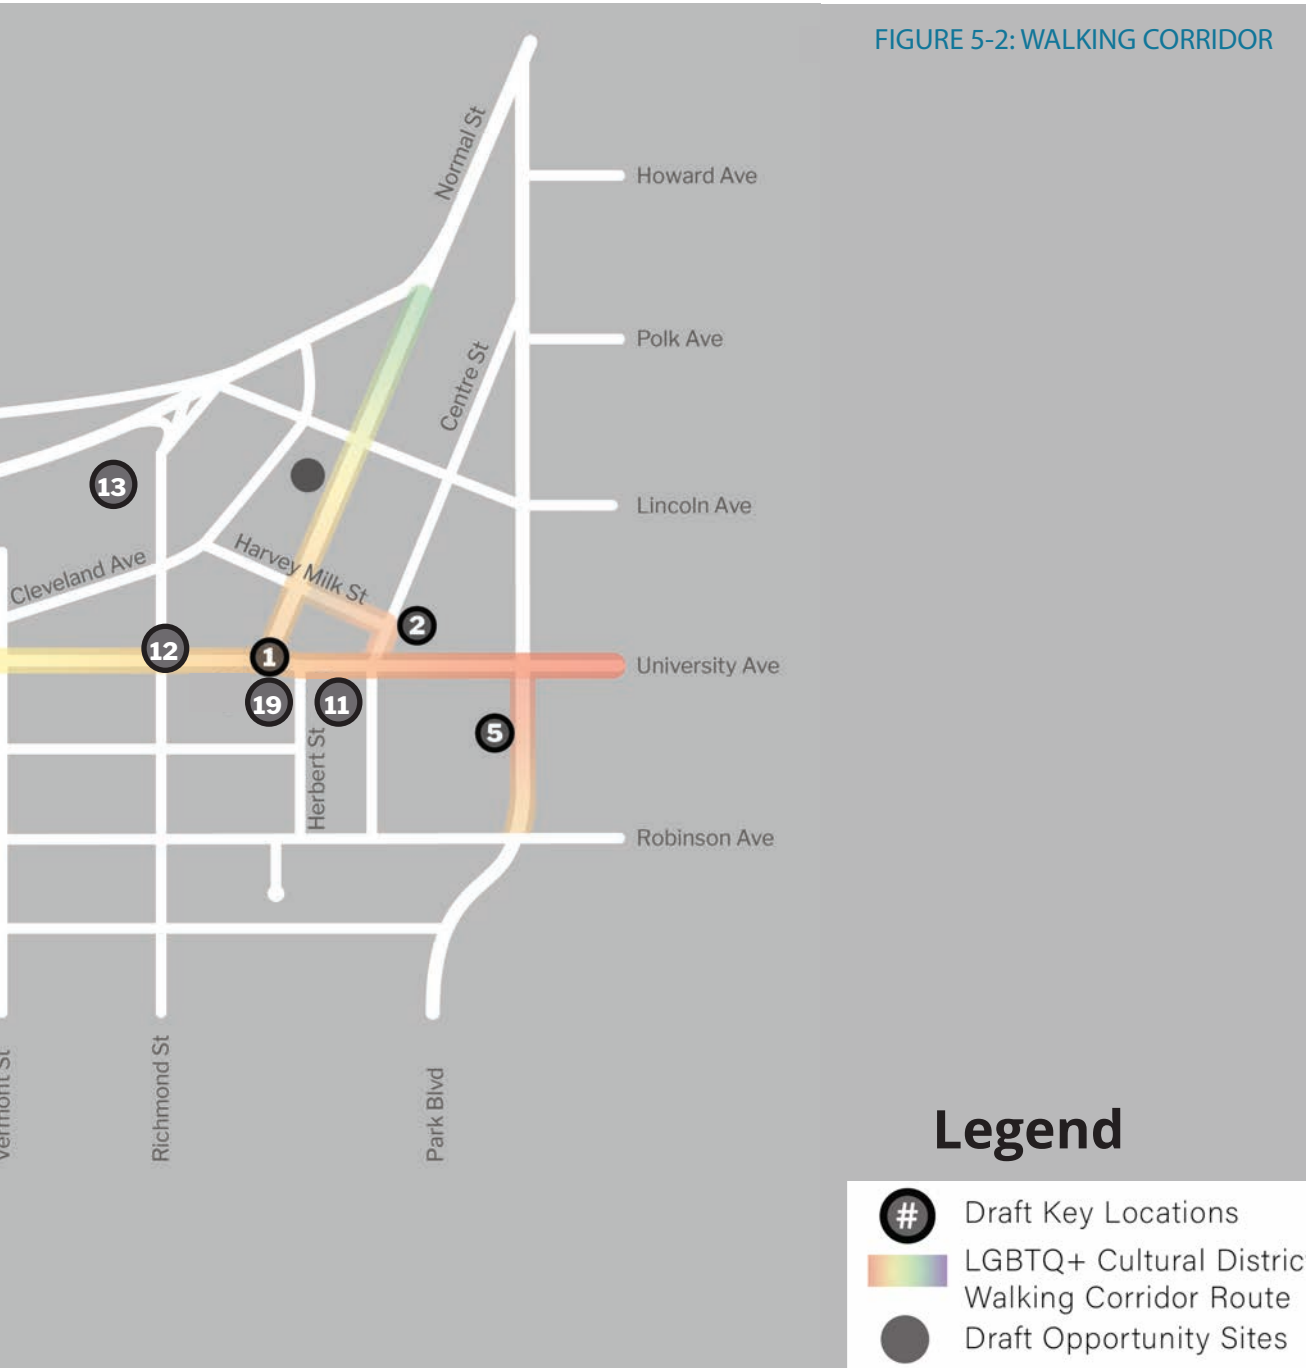 FIGURE 5-2: WALKING CORRIDOR
Normal St
Howard Ave
Polk Ave
Centre St
13
Lincoln Ave
Harvey Milk St
Cleveland Ave
2
12
1
University Ave
19
11
5
Herbert St
Robinson Ave
Vermont St
Richmond St
Park Blvd
Legend
# Draft Key Locations
LGBTQ+ Cultural Distric
Walking Corridor Route
Draft Opportunity Sites